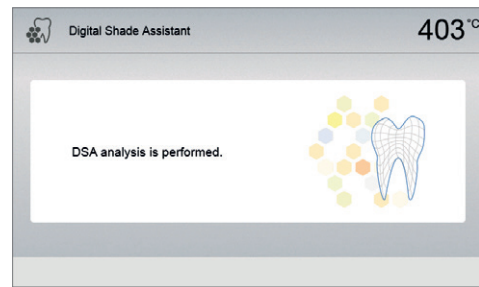 Digital Shade Assistant
403°C
DSA analysis is performed.